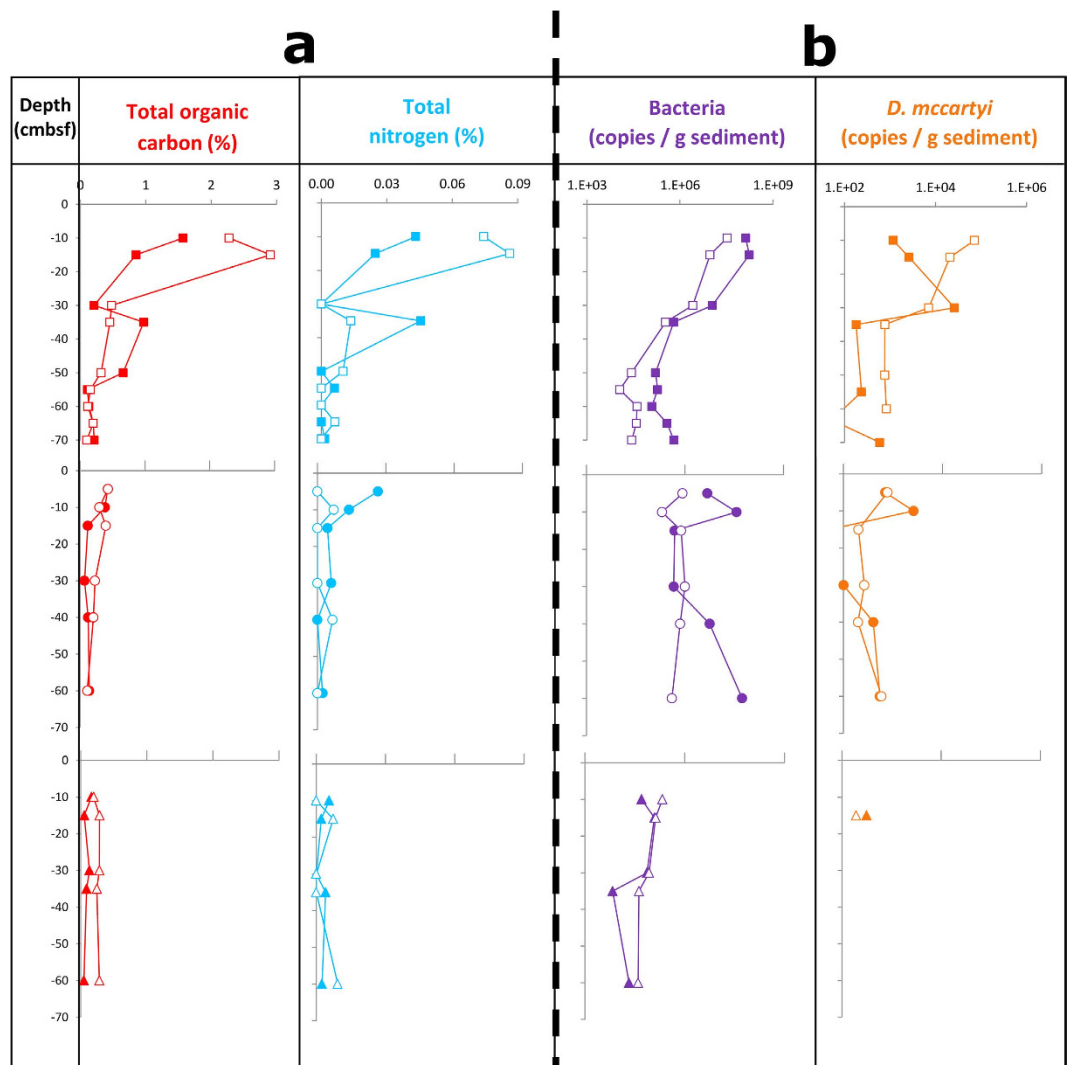 a
b
Depth
(cmbsf)
Total organic
carbon (%)
Total
nitrogen (%)
Bacteria
(copies / g sediment)
D. mccartyi
(copies / g sediment)
0 1 2 3
0.00 0.03 0.06 0.09
1.E+03 1.E+06 1.E+09
1.E+02 1.E+04 1.E+06
0
-10
-20
-30
-40
-50
-60
-70
0
-10
-20
-30
-40
-50
-60
-70
0
-10
-20
-30
-40
-50
-60
-70